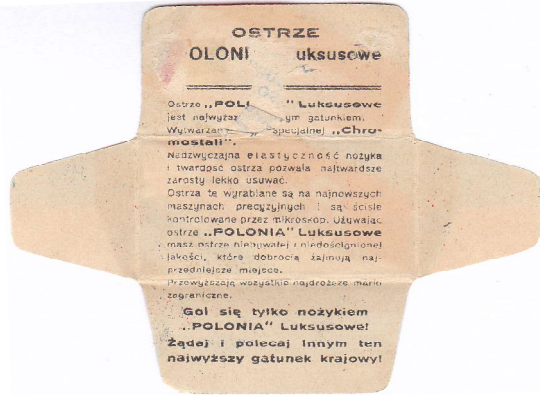 OSTRZE
OLONI uksusowe
Ostrze „POL " Luksusowe
jest najwyższ ym gatunkiem.
Wytwarzane specjalnej „Chro-
mostali".
Nadzwyczajna elastyczność nożyka
i twardość ostrza pozwala najtwardsze
zarosty lekko usuwać.
Ostrza te wyrabiane są na najnowszych
maszynach precyzyjnych i są ściśle
kontrolowane przez mikroskop. Używając
ostrze „POLONIA" Luksusowe
masz ostrze niebywałej i niedoścignionej
jakości, które dobrocią zajmują naj-
przedniejsze miejsce.
Przewyższają wszystkie najdroższe marki
zagraniczne.
Gol się tylko nożykiem
„POLONIA" Luksusowe!
Żądaj i polecaj innym ten
najwyższy gatunek krajowy!